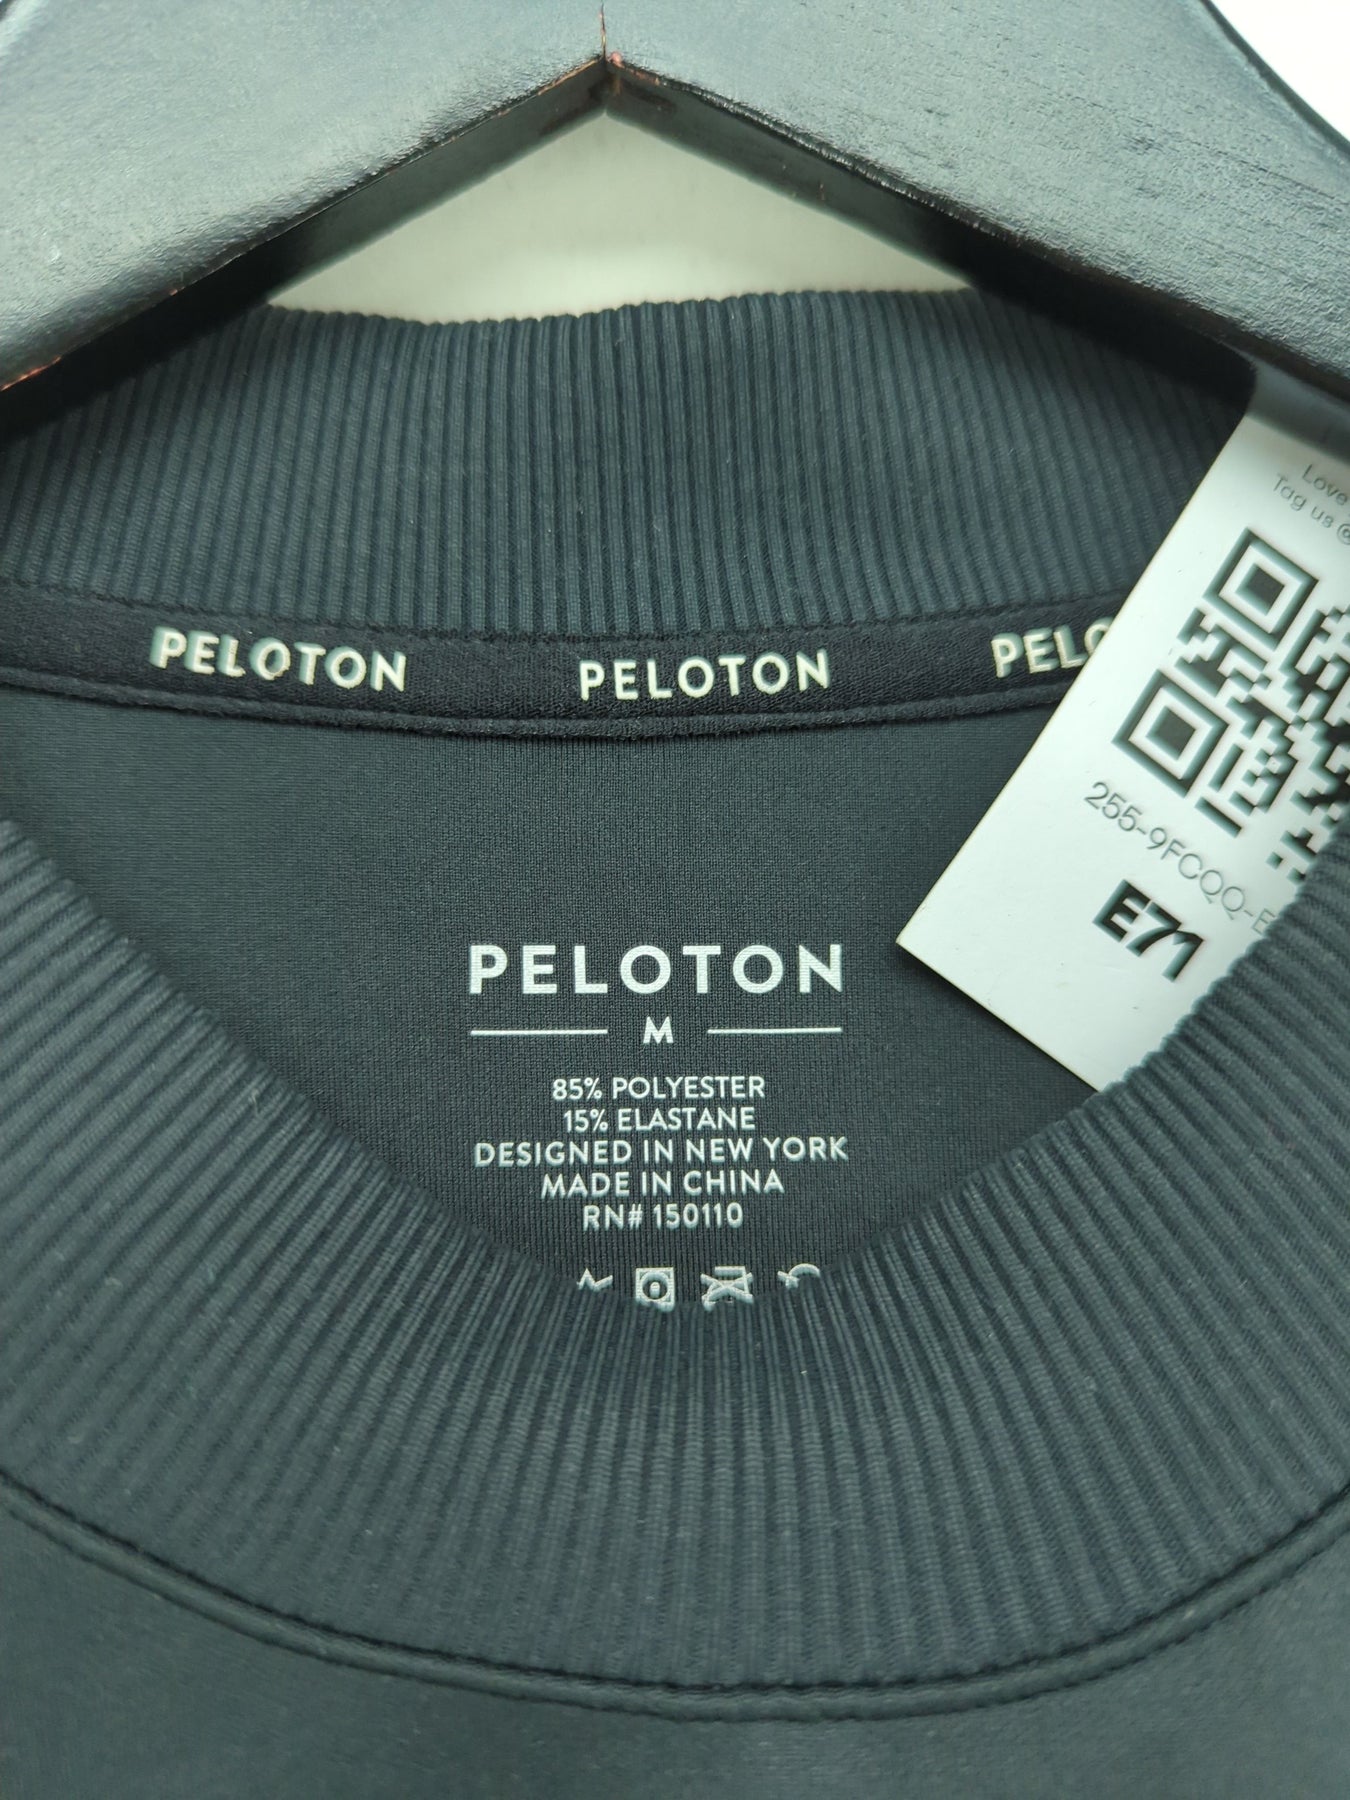 PELOTON PELOTON
Love
Tag us @
255-9FCQQ-
E71
PELOTON
M
85% POLYESTER
15% ELASTANE
DESIGNED IN NEW YORK
MADE IN CHINA
RN# 150110